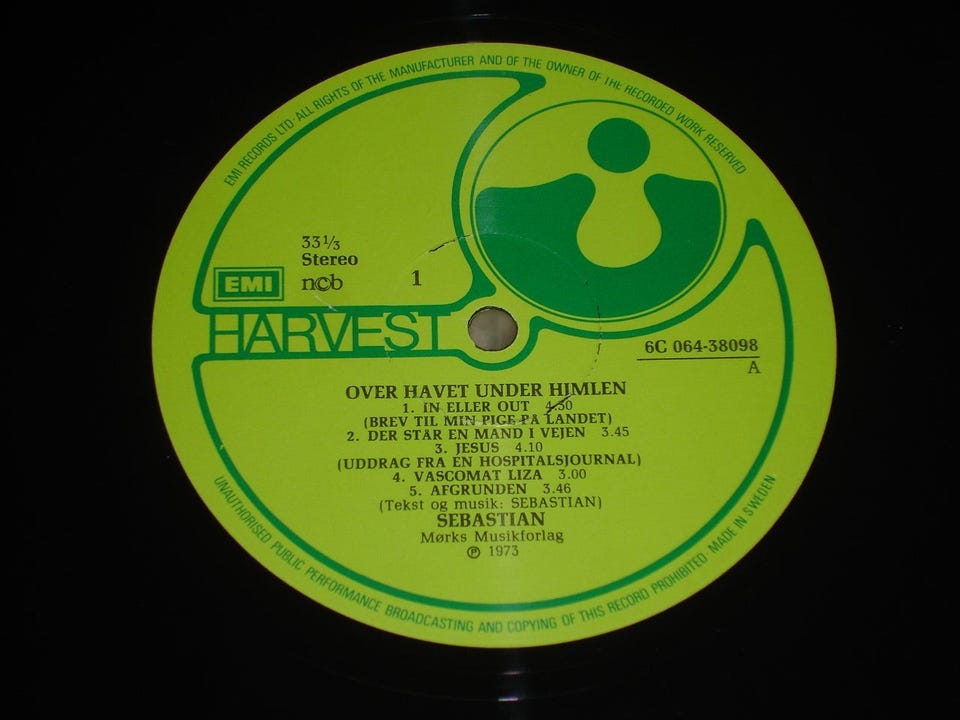 EMI RECORDS LTD · ALL RIGHTS OF THE MANUFACTURER AND OF THE OWNER OF THE RECORDED WORK RESERVED
33⅓
Stereo
EMI
n©b
1
HARVEST
6C 064-38098
A
OVER HAVET UNDER HIMLEN
1. IN ELLER OUT 4.50
(BREV TIL MIN PIGE PÅ LANDET)
2. DER STÅR EN MAND I VEJEN 3.45
3. JESUS 4.10
(UDDRAG FRA EN HOSPITALSJOURNAL)
4. VASCOMAT LIZA 3.00
5. AFGRUNDEN 3.46
(Tekst og musik: SEBASTIAN)
SEBASTIAN
Mørks Musikforlag
℗ 1973
UNAUTHORISED PUBLIC PERFORMANCE BROADCASTING AND COPYING OF THIS RECORD PROHIBITED · MADE IN SWEDEN